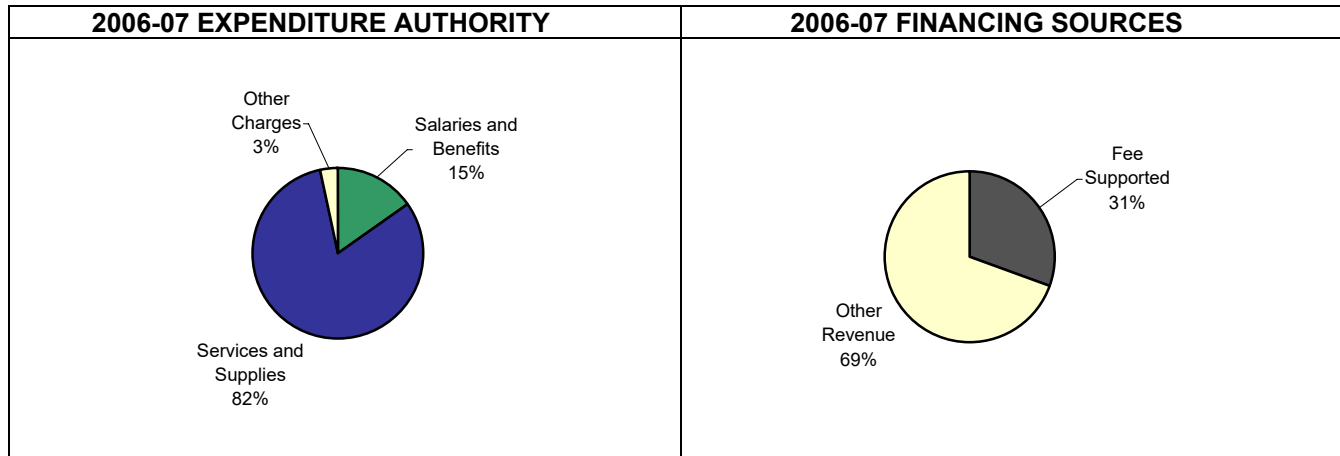 2006-07 EXPENDITURE AUTHORITY
Other
Charges
3%
Salaries and
Benefits
15%
Services and
Supplies
82%
2006-07 FINANCING SOURCES
Fee
Supported
31%
Other
Revenue
69%